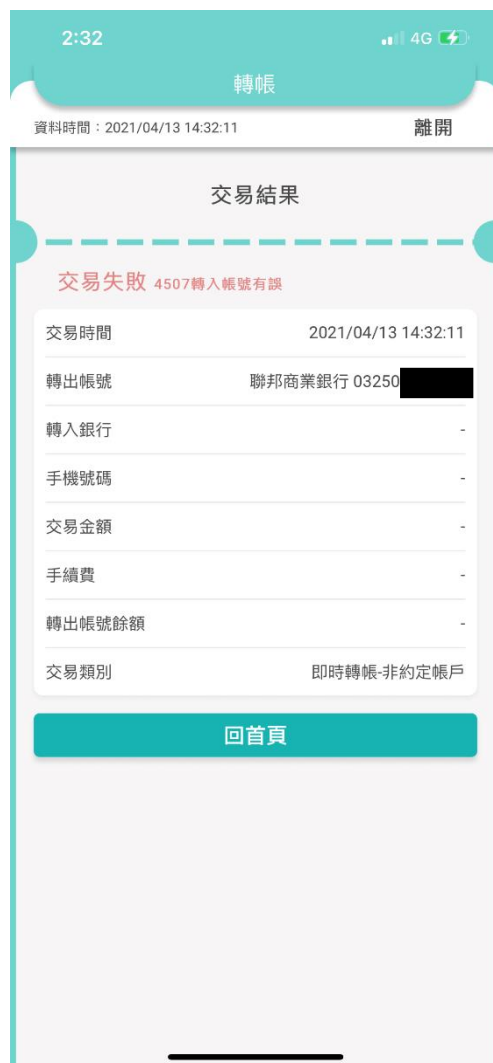 2:32
4G
轉帳
資料時間：2021/04/13 14:32:11 離開
交易結果
交易失敗 4507轉入帳號有誤
交易時間 2021/04/13 14:32:11
轉出帳號 聯邦商業銀行 03250
轉入銀行 -
手機號碼 -
交易金額 -
手續費 -
轉出帳號餘額 -
交易類別 即時轉帳-非約定帳戶
回首頁